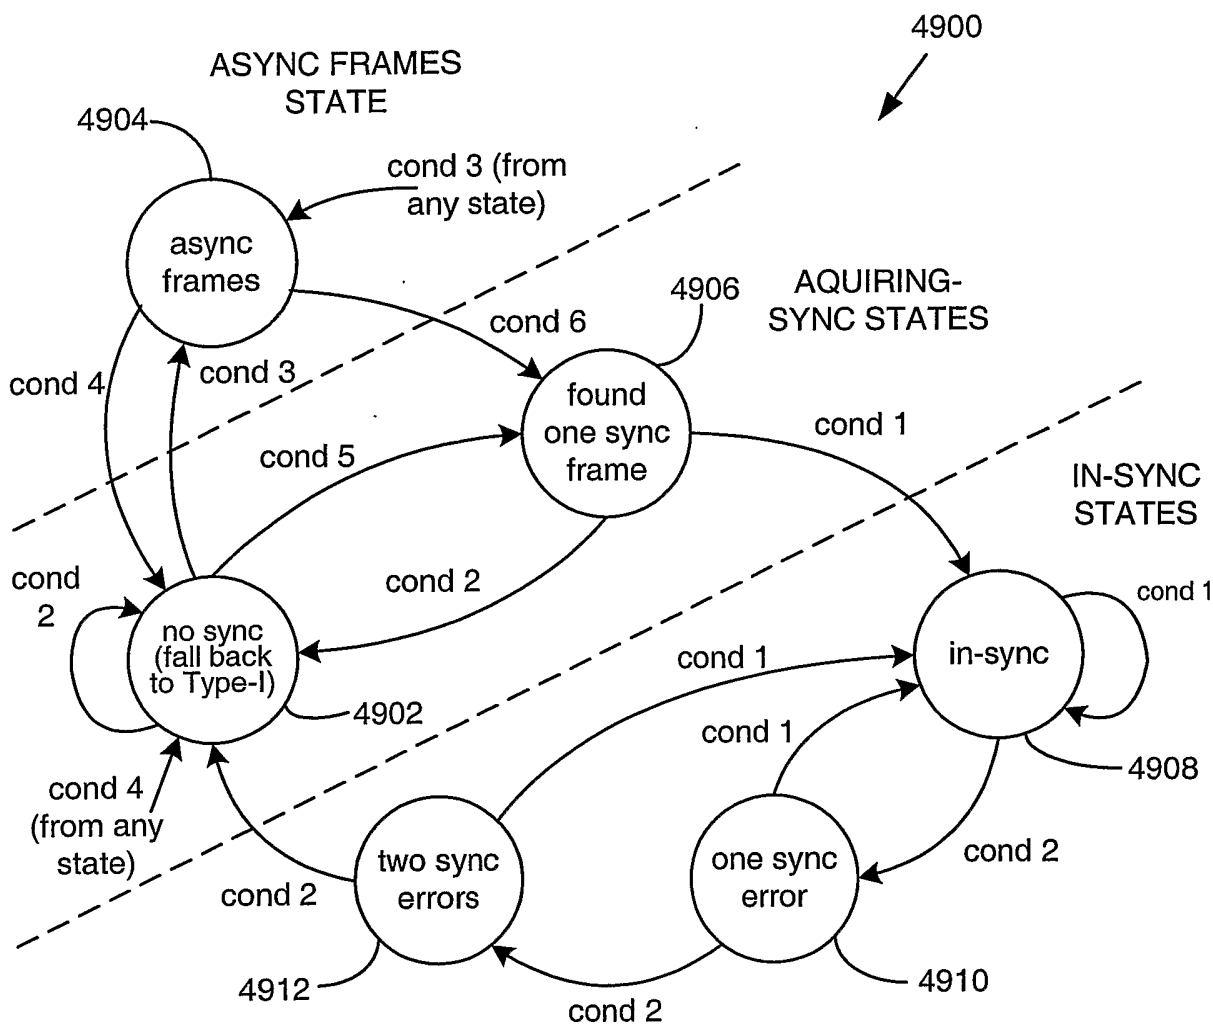 4900
ASYNC FRAMES
STATE
4904
cond 3 (from
any state)
async
frames
4906
AQUIRING-
SYNC STATES
cond 6
cond 4
cond 3
found
one sync
frame
cond 1
cond 5
IN-SYNC
STATES
cond
2
cond 2
cond 1
no sync
(fall back
to Type-I)
in-sync
cond 1
4902
cond 1
4908
cond 4
(from any
state)
two sync
errors
one sync
error
cond 2
cond 2
4912
4910
cond 2